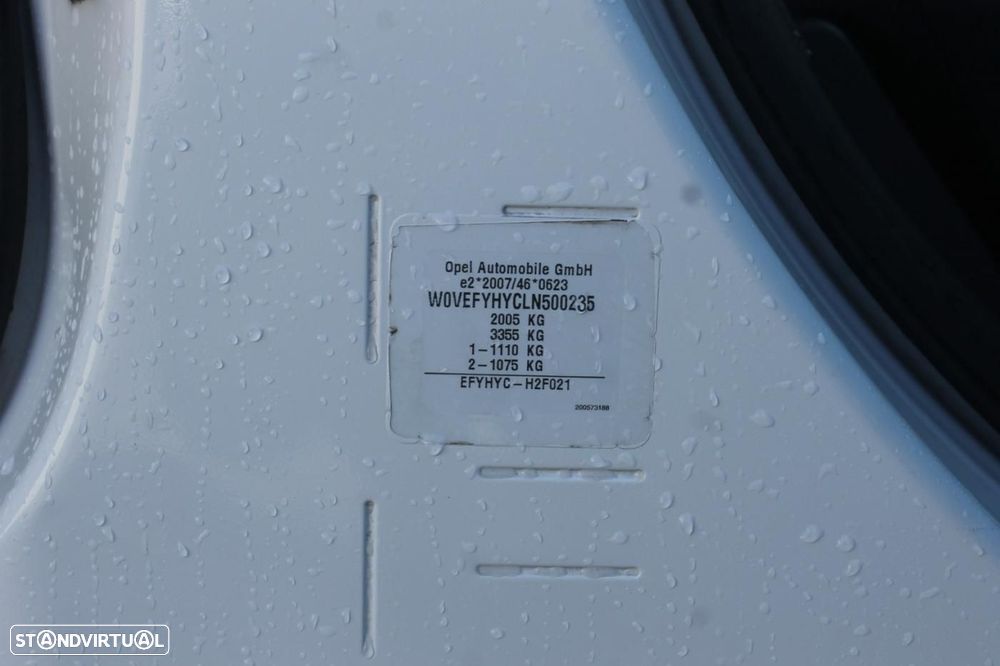 Opel Automobile GmbH
e2*2007/46*0623
W0VEFYHYCLN500235
2005 KG
3355 KG
1-1110 KG
2-1075 KG
EFYHYC-H2F021
200573188
STANDVIRTUAL